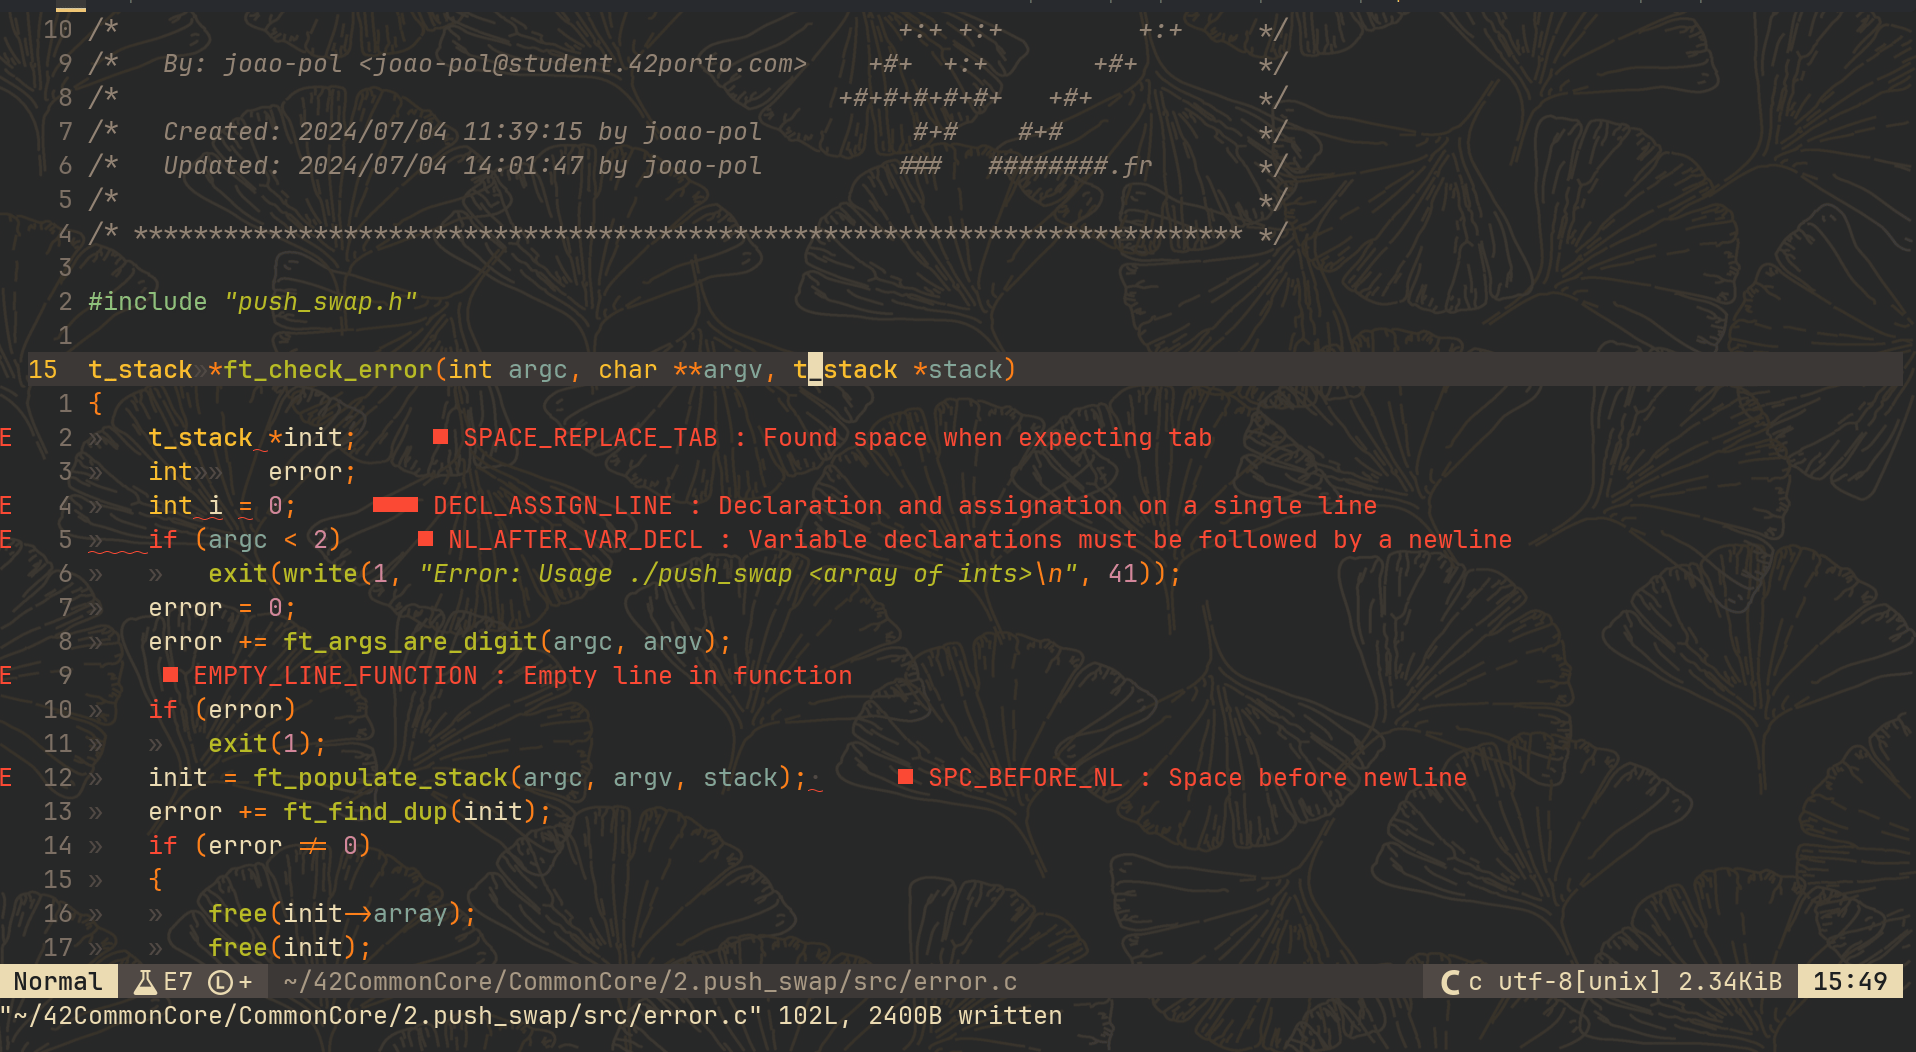 10 /*                                                    +:+ +:+         +:+     */
9 /*   By: joao-pol <joao-pol@student.42porto.com>    +#+  +:+       +#+        */
8 /*                                                +#+#+#+#+#+   +#+           */
7 /*   Created: 2024/07/04 11:39:15 by joao-pol          #+#    #+#             */
6 /*   Updated: 2024/07/04 14:01:47 by joao-pol         ###   ########.fr       */
5 /*                                                                            */
4 /* ************************************************************************** */
3
2 #include "push_swap.h"
1
15 t_stack»*ft_check_error(int argc, char **argv, t_stack *stack)
1 {
E 2 »   t_stack *init;     ■ SPACE_REPLACE_TAB : Found space when expecting tab
3 »   int»»   error;
E 4 »   int i = 0;     ■■■ DECL_ASSIGN_LINE : Declaration and assignation on a single line
E 5 »   if (argc < 2)     ■ NL_AFTER_VAR_DECL : Variable declarations must be followed by a newline
6 »   »   exit(write(1, "Error: Usage ./push_swap <array of ints>\n", 41));
7 »   error = 0;
8 »   error += ft_args_are_digit(argc, argv);
E 9     ■ EMPTY_LINE_FUNCTION : Empty line in function
10 »   if (error)
11 »   »   exit(1);
E 12 »   init = ft_populate_stack(argc, argv, stack);·     ■ SPC_BEFORE_NL : Space before newline
13 »   error += ft_find_dup(init);
14 »   if (error != 0)
15 »   {
16 »   »   free(init->array);
17 »   »   free(init);
Normal E7 Ⓛ + ~/42CommonCore/CommonCore/2.push_swap/src/error.c C c utf-8[unix] 2.34KiB 15:49
"~/42CommonCore/CommonCore/2.push_swap/src/error.c" 102L, 2400B written